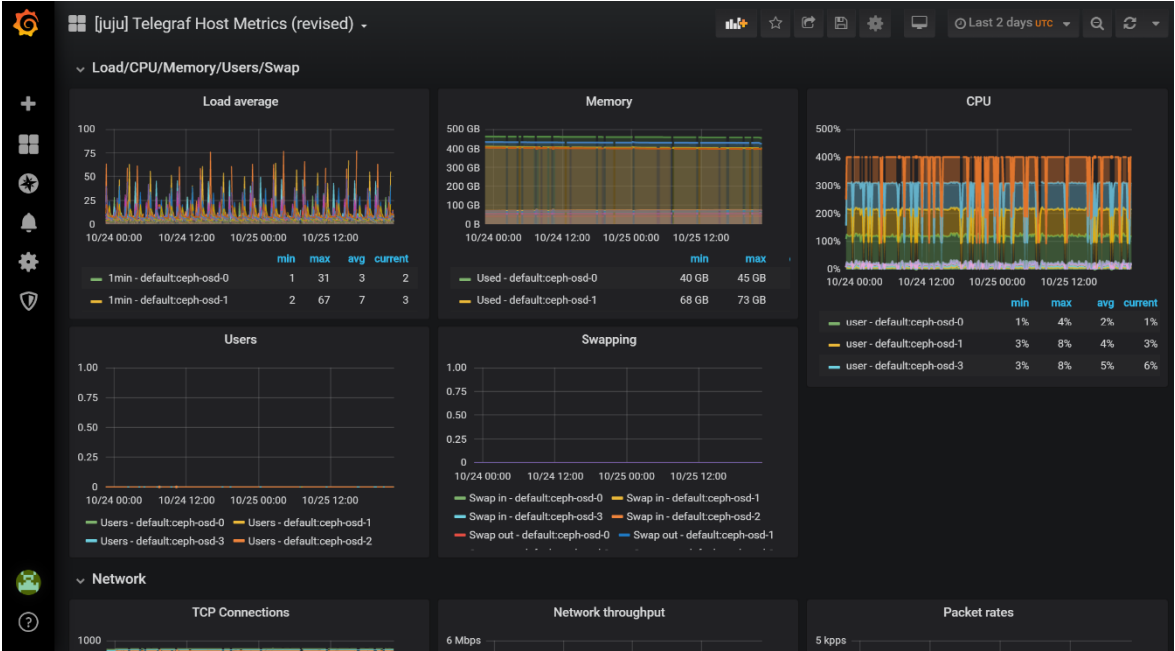 [juju] Telegraf Host Metrics (revised)
Last 2 days UTC
Load/CPU/Memory/Users/Swap
Load average
100
75
50
25
0
10/24 00:00 10/24 12:00 10/25 00:00 10/25 12:00
min max avg current
1min - default:ceph-osd-0 1 31 3 2
1min - default:ceph-osd-1 2 67 7 3
Memory
500 GB
400 GB
300 GB
200 GB
100 GB
0 B
10/24 00:00 10/24 12:00 10/25 00:00 10/25 12:00
min max
Used - default:ceph-osd-0 40 GB 45 GB
Used - default:ceph-osd-1 68 GB 73 GB
CPU
500%
400%
300%
200%
100%
0%
10/24 00:00 10/24 12:00 10/25 00:00 10/25 12:00
min max avg current
user - default:ceph-osd-0 1% 4% 2% 1%
user - default:ceph-osd-1 3% 8% 4% 3%
user - default:ceph-osd-3 3% 8% 5% 6%
Users
1.00
0.75
0.50
0.25
0
10/24 00:00 10/24 12:00 10/25 00:00 10/25 12:00
Users - default:ceph-osd-0 Users - default:ceph-osd-1
Users - default:ceph-osd-3 Users - default:ceph-osd-2
Swapping
1.00
0.75
0.50
0.25
0
10/24 00:00 10/24 12:00 10/25 00:00 10/25 12:00
Swap in - default:ceph-osd-0 Swap in - default:ceph-osd-1
Swap in - default:ceph-osd-3 Swap in - default:ceph-osd-2
Swap out - default:ceph-osd-0 Swap out - default:ceph-osd-1
Network
TCP Connections
1000
Network throughput
6 Mbps
Packet rates
5 kpps